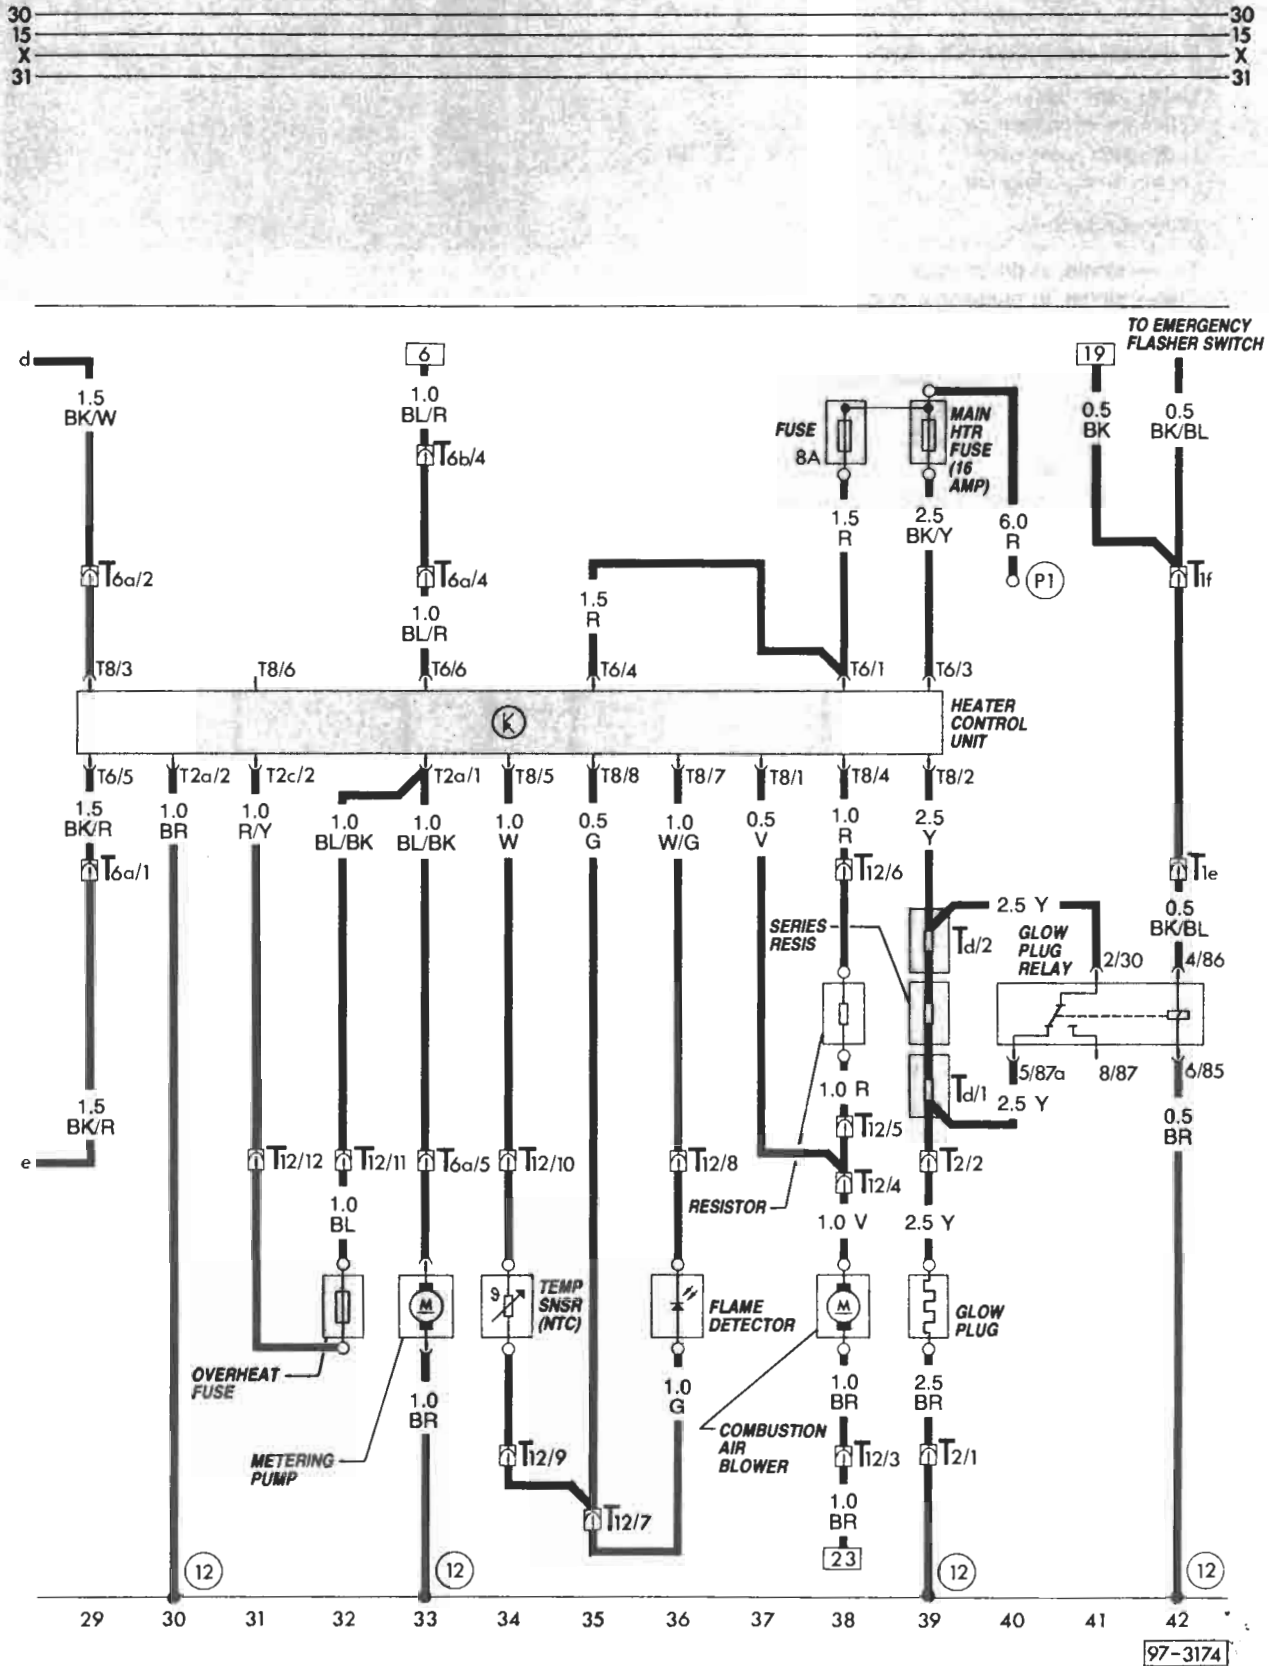 30 30
15 15
X X
31 31
TO EMERGENCY
FLASHER SWITCH
d
6
19
1.5
BK/W
1.0
BL/R
FUSE
8A
MAIN
HTR
FUSE
(16
AMP)
0.5
BK
0.5
BK/BL
T6b/4
1.5
R
2.5
BK/Y
6.0
R
T6a/2
T6a/4
P1
T1f
1.0
BL/R
1.5
R
T8/3 T8/6 T6/6 T6/4 T6/1 T6/3
K
HEATER
CONTROL
UNIT
T6/5 T2a/2 T2c/2 T2a/1 T8/5 T8/8 T8/7 T8/1 T8/4 T8/2
1.5
BK/R
1.0
BR
1.0
R/Y
1.0
BL/BK
1.0
BL/BK
1.0
W
0.5
G
1.0
W/G
0.5
V
1.0
R
2.5
Y
T6a/1
T12/6
T1e
SERIES
RESIS
Td/2
2.5 Y
GLOW
PLUG
RELAY
0.5
BK/BL
2/30
4/86
5/87a
8/87
6/85
1.0 R
Td/1
2.5 Y
1.5
BK/R
T12/5
0.5
BR
e
T12/12
T12/11
T6a/5
T12/10
T12/8
T12/4
T2/2
RESISTOR
1.0
BL
1.0 V
2.5 Y
M
TEMP
SNSR
(NTC)
FLAME
DETECTOR
M
GLOW
PLUG
OVERHEAT
FUSE
1.0
BR
1.0
G
1.0
BR
2.5
BR
METERING
PUMP
T12/9
COMBUSTION
AIR
BLOWER
T12/3
T2/1
T12/7
1.0
BR
23
12
12
12
12
29 30 31 32 33 34 35 36 37 38 39 40 41 42
97-3174